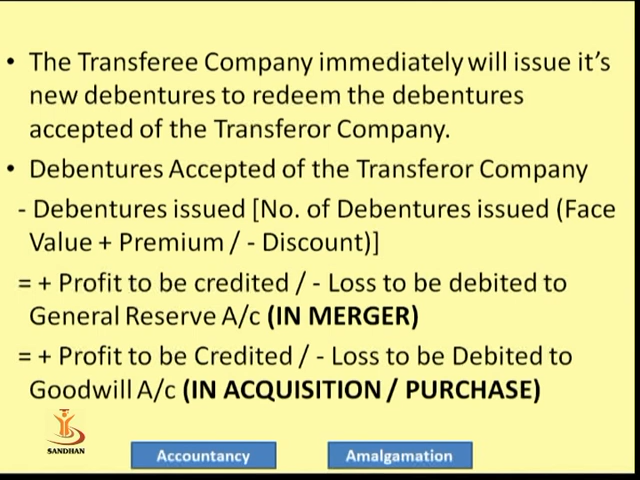 • The Transferee Company immediately will issue it's
new debentures to redeem the debentures
accepted of the Transferor Company.
• Debentures Accepted of the Transferor Company
- Debentures issued [No. of Debentures issued (Face
Value + Premium / - Discount)]
= + Profit to be credited / - Loss to be debited to
General Reserve A/c (IN MERGER)
= + Profit to be Credited / - Loss to be Debited to
Goodwill A/c (IN ACQUISITION / PURCHASE)
SANDHAN
Accountancy
Amalgamation